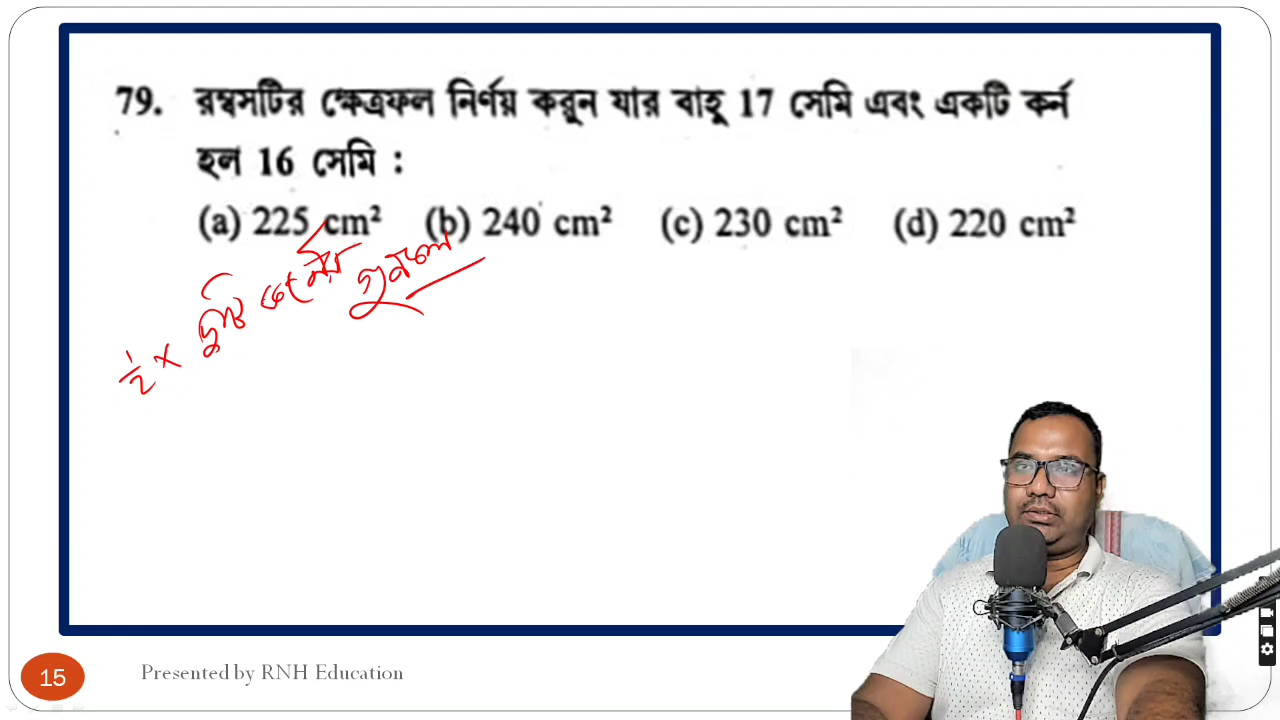 79. রম্বসটির ক্ষেত্রফল নির্ণয় করুন যার বাহু 17 সেমি এবং একটি কর্ন
হল 16 সেমি :
(a) 225 cm² (b) 240 cm² (c) 230 cm² (d) 220 cm²
½ × দুটি কর্নের গুনফল
15
Presented by RNH Education